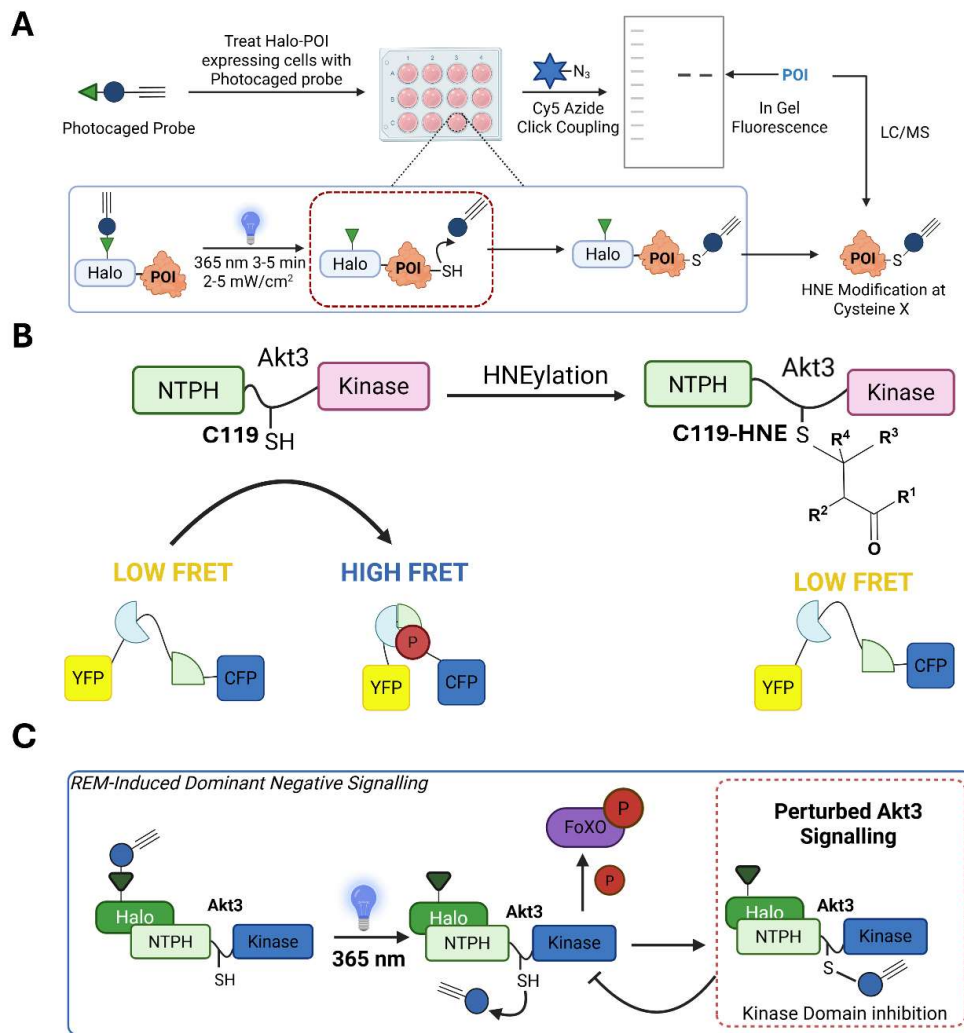 A
Treat Halo-POI
expressing cells with
Photocaged probe
Photocaged Probe
1 2 3 4
A
B
C
N3
Cy5 Azide
Click Coupling
POI
In Gel
Fluorescence
LC/MS
Halo
POI
365 nm 3-5 min
2-5 mW/cm²
Halo
POI
SH
Halo
POI
S
POI
S
HNE Modification at
Cysteine X
B
NTPH
Akt3
Kinase
C119
SH
HNEylation
NTPH
Akt3
Kinase
C119-HNE
S
R⁴
R³
R²
R¹
O
LOW FRET
HIGH FRET
LOW FRET
YFP
CFP
P
YFP
CFP
YFP
CFP
C
REM-Induced Dominant Negative Signalling
Halo
NTPH
Akt3
Kinase
SH
365 nm
Halo
NTPH
Akt3
Kinase
SH
FoXO
P
P
Perturbed Akt3
Signalling
Halo
NTPH
Akt3
Kinase
S
Kinase Domain inhibition